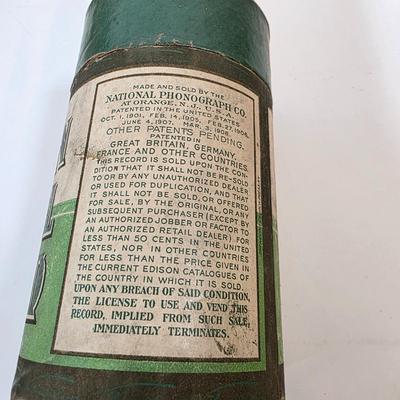 MADE AND SOLD BY THE
NATIONAL PHONOGRAPH CO.
AT ORANGE, N.J., U.S.A.
PATENTED IN THE UNITED STATES
OCT. 1, 1901, FEB. 14, 1905, FEB. 27, 1906,
JUNE 4, 1907. MAR. 3, 1908.
OTHER PATENTS PENDING.
PATENTED IN
GREAT BRITAIN, GERMANY,
FRANCE AND OTHER COUNTRIES.
THIS RECORD IS SOLD UPON THE CON-
DITION THAT IT SHALL NOT BE RE-SOLD
TO OR BY ANY UNAUTHORIZED DEALER
OR USED FOR DUPLICATION, AND THAT
IT SHALL NOT BE SOLD, OR OFFERED
FOR SALE, BY THE ORIGINAL, OR ANY
SUBSEQUENT PURCHASER (EXCEPT BY
AN AUTHORIZED JOBBER OR FACTOR TO
AN AUTHORIZED RETAIL DEALER) FOR
LESS THAN 50 CENTS IN THE UNITED
STATES, NOR IN OTHER COUNTRIES
FOR LESS THAN THE PRICE GIVEN IN
THE CURRENT EDISON CATALOGUES OF
THE COUNTRY IN WHICH IT IS SOLD.
UPON ANY BREACH OF SAID CONDITION,
THE LICENSE TO USE AND VEND THIS
RECORD, IMPLIED FROM SUCH SALE,
IMMEDIATELY TERMINATES.